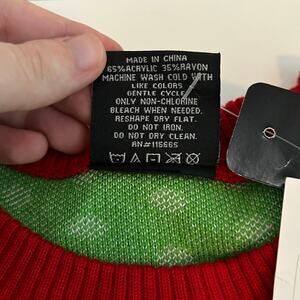 MADE IN CHINA
65%ACRYLIC 35%RAYON
MACHINE WASH COLD WITH
LIKE COLORS
GENTLE CYCLE
ONLY NON-CHLORINE
BLEACH WHEN NEEDED.
RESHAPE DRY FLAT.
DO NOT IRON.
DO NOT DRY CLEAN.
RN#115665